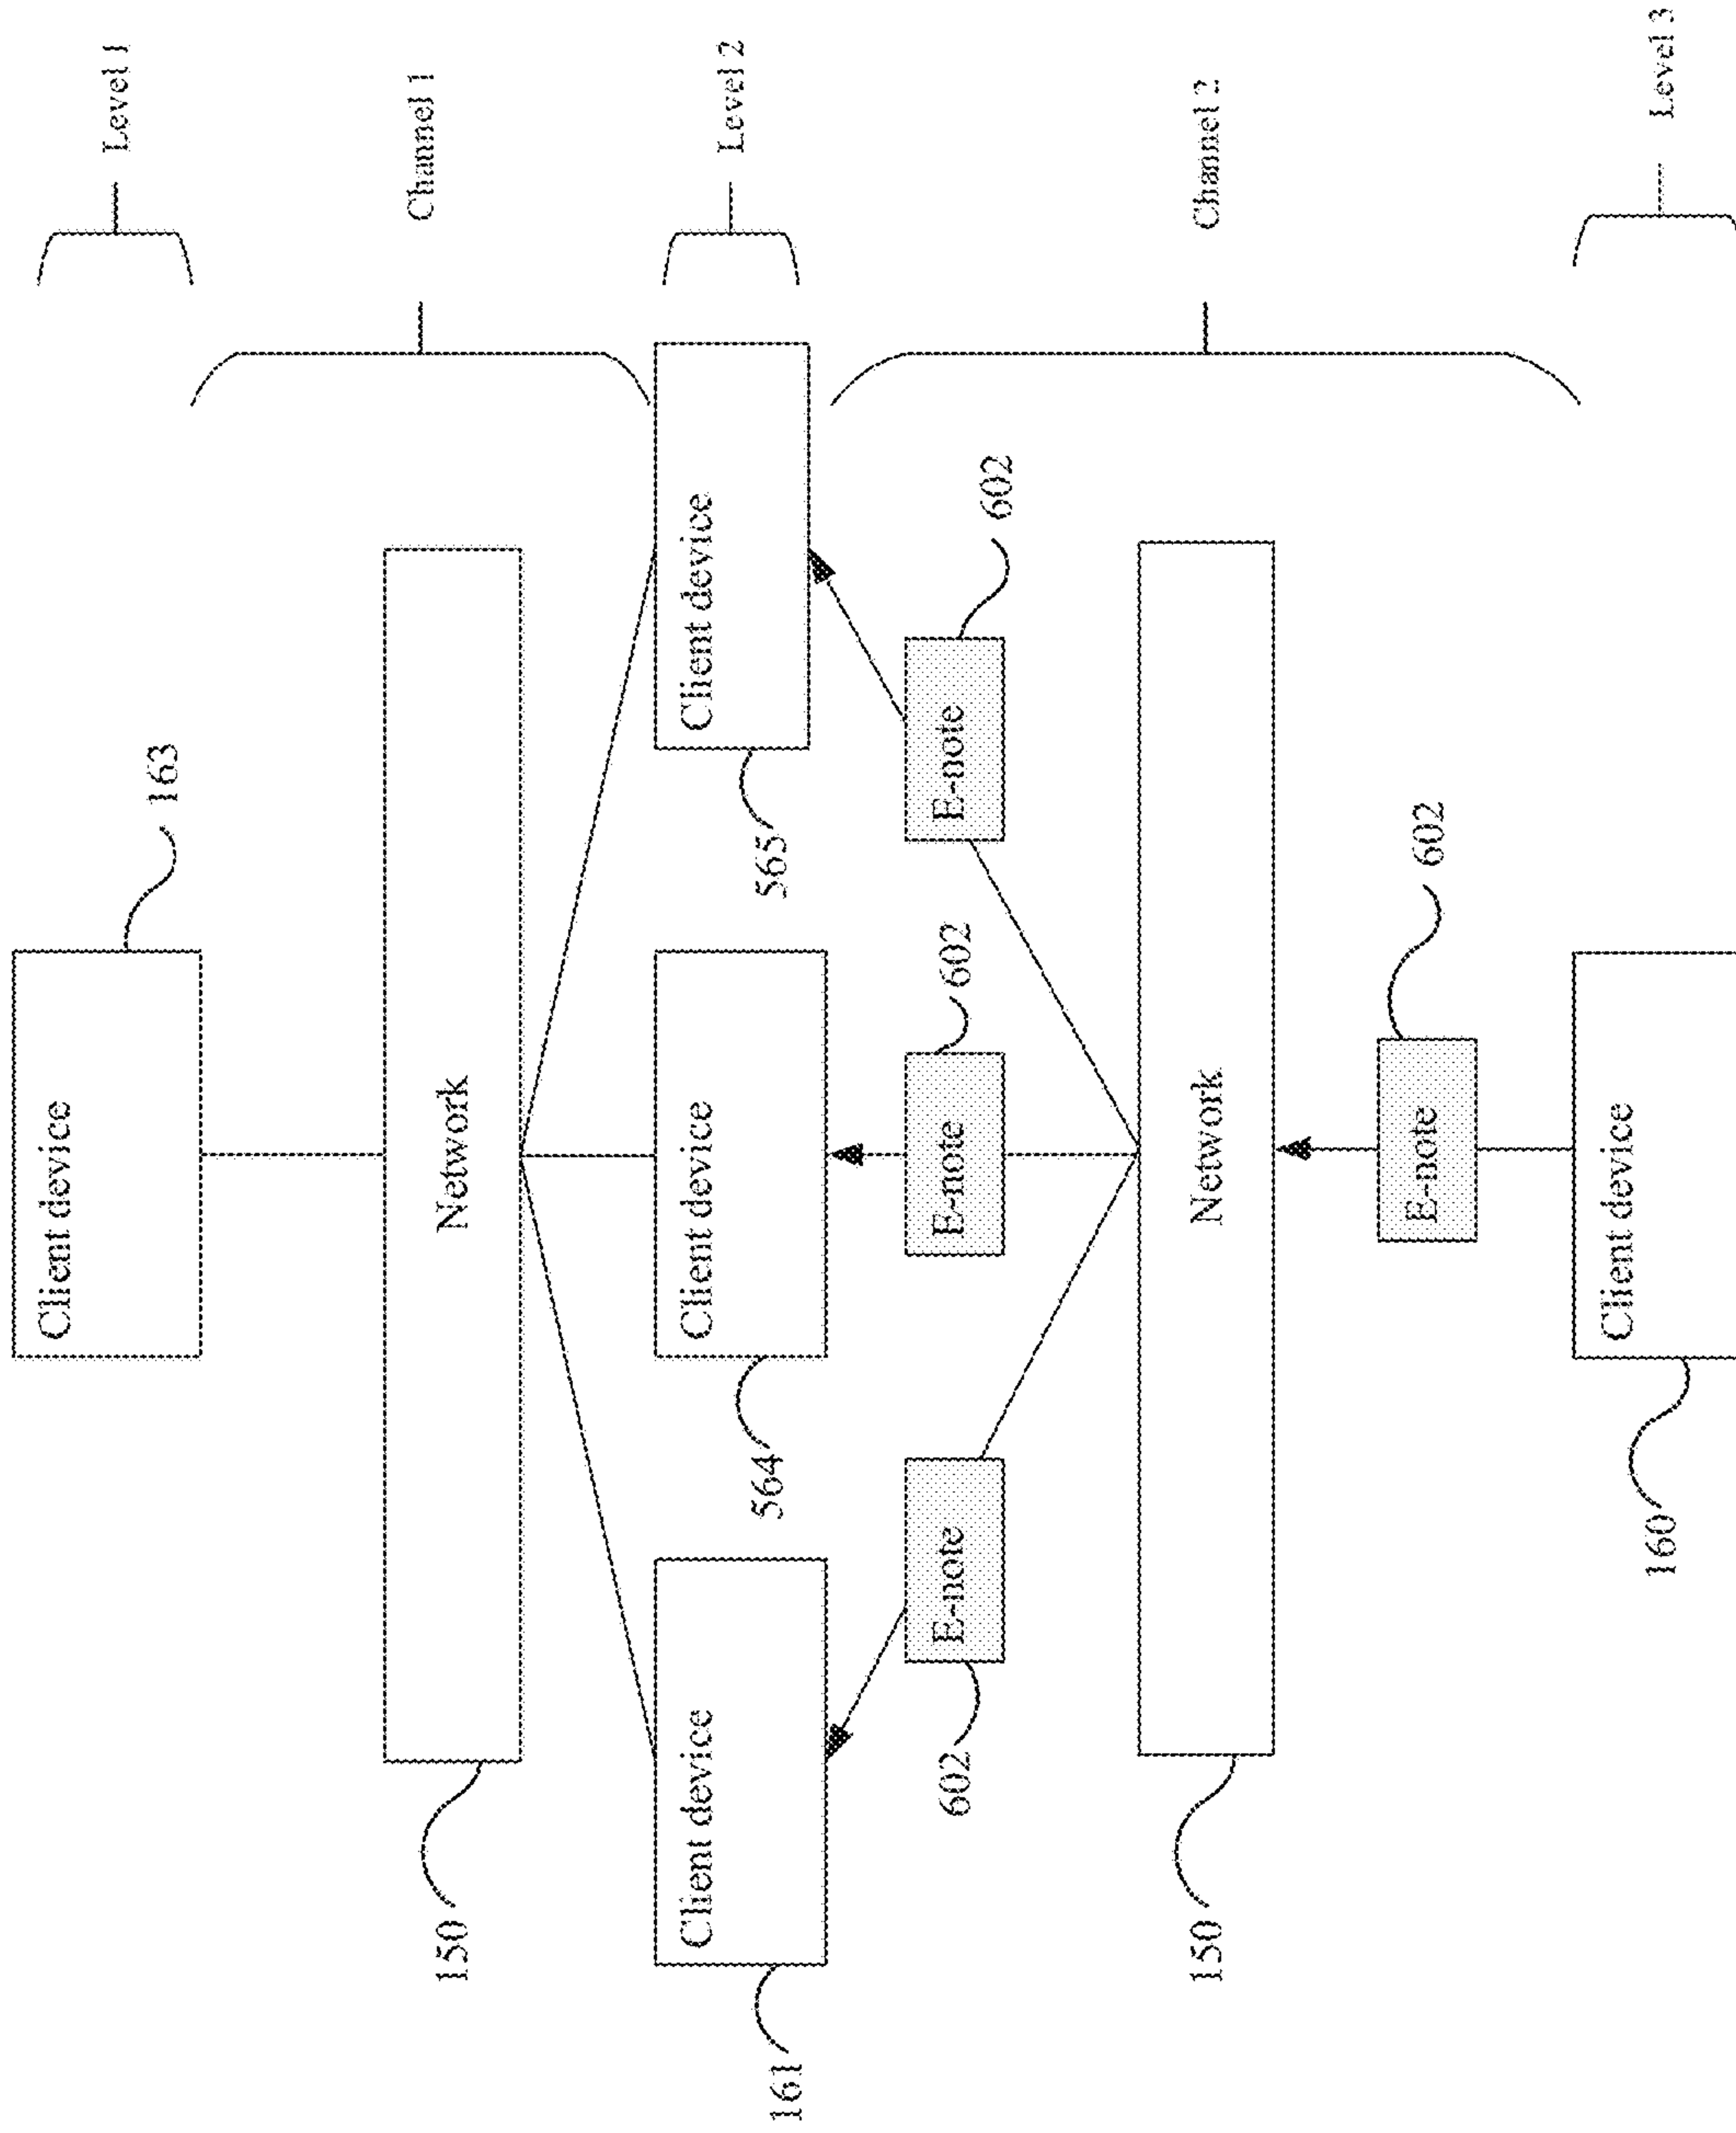 Client device
163
Level 1
150
Network
Channel 1
Client device
Client device
Client device
Level 2
161
564
565
602
E-note
E-note
602
E-note
602
150
Network
Channel 2
E-note
602
160
Client device
Level 3